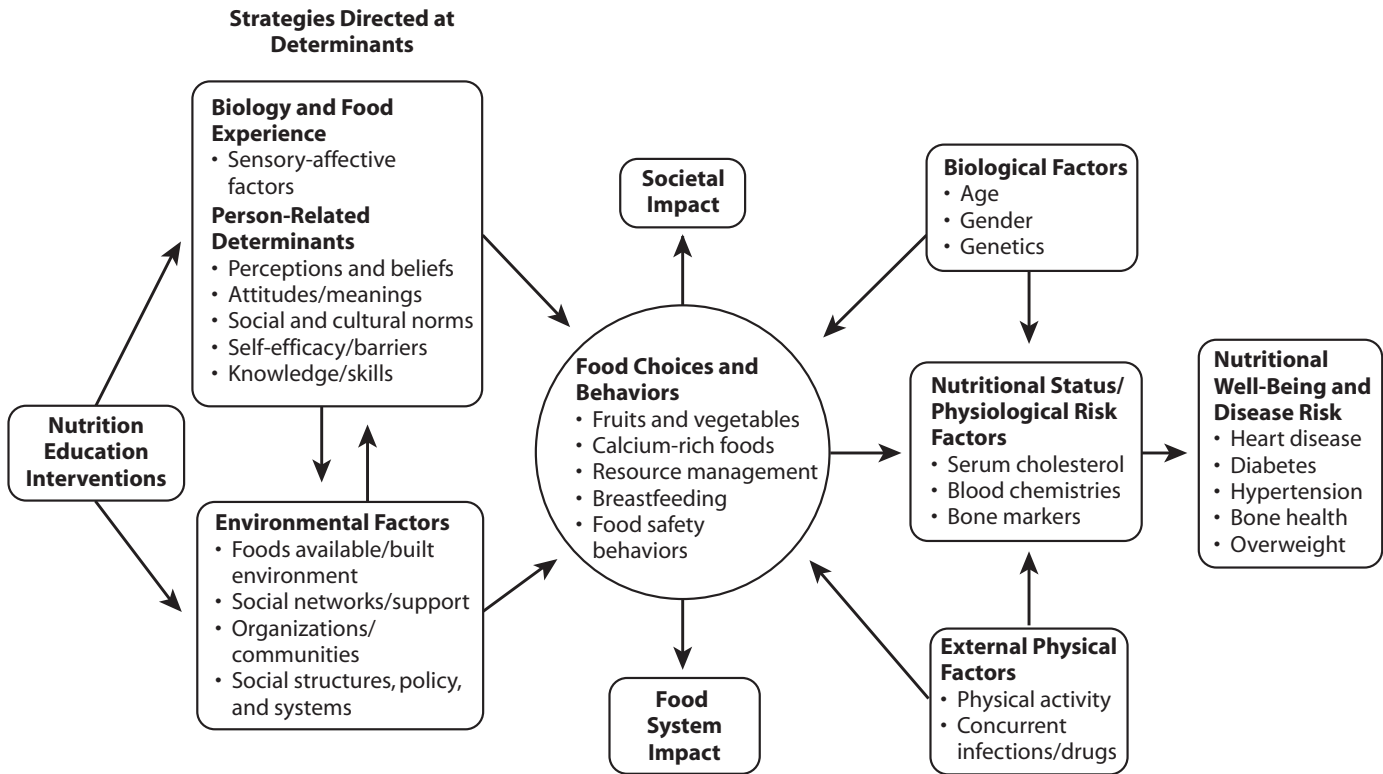 Strategies Directed at
Determinants
Biology and Food
Experience
• Sensory-affective
factors
Person-Related
Determinants
• Perceptions and beliefs
• Attitudes/meanings
• Social and cultural norms
• Self-efficacy/barriers
• Knowledge/skills
Nutrition
Education
Interventions
Environmental Factors
• Foods available/built
environment
• Social networks/support
• Organizations/
communities
• Social structures, policy,
and systems
Societal
Impact
Food Choices and
Behaviors
• Fruits and vegetables
• Calcium-rich foods
• Resource management
• Breastfeeding
• Food safety
behaviors
Food
System
Impact
Biological Factors
• Age
• Gender
• Genetics
Nutritional Status/
Physiological Risk
Factors
• Serum cholesterol
• Blood chemistries
• Bone markers
External Physical
Factors
• Physical activity
• Concurrent
infections/drugs
Nutritional
Well-Being and
Disease Risk
• Heart disease
• Diabetes
• Hypertension
• Bone health
• Overweight